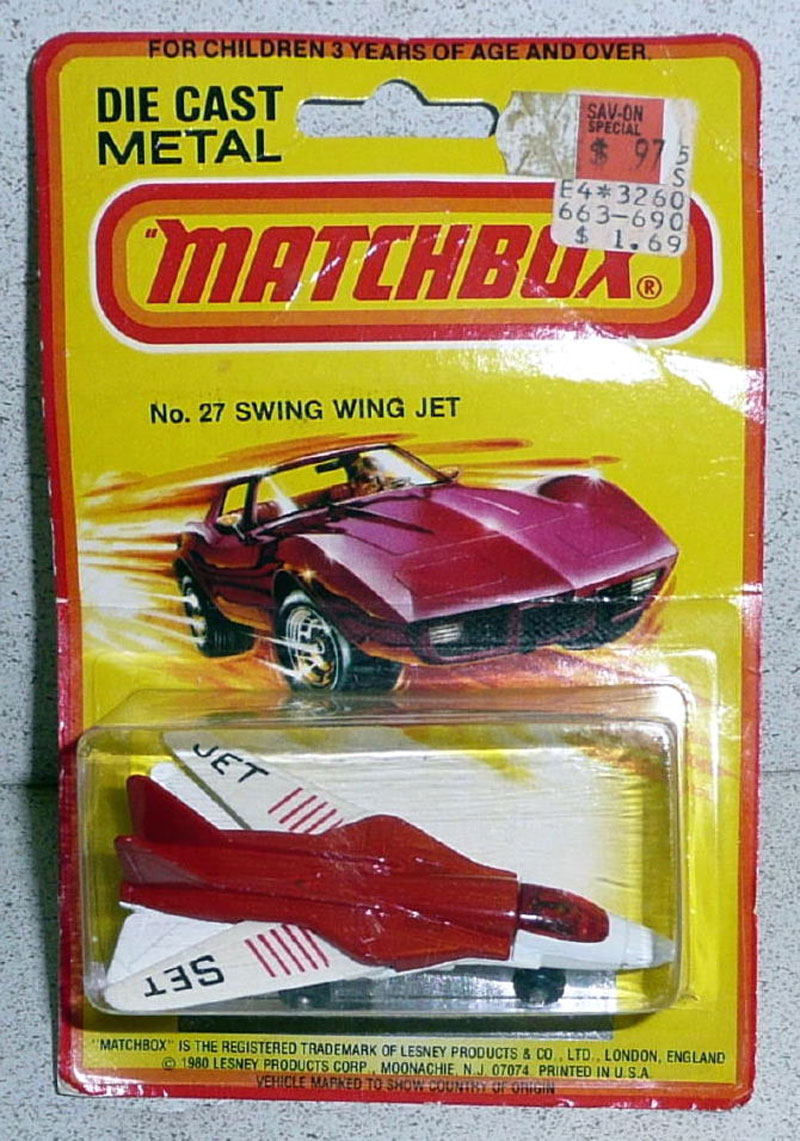 FOR CHILDREN 3 YEARS OF AGE AND OVER.
DIE CAST
METAL
SAV-ON
SPECIAL
$ 97
5
S
E4*3260
663-690
$ 1.69
"MATCHBOX®
No. 27 SWING WING JET
JET
SET
"MATCHBOX" IS THE REGISTERED TRADEMARK OF LESNEY PRODUCTS & CO., LTD., LONDON, ENGLAND
© 1980 LESNEY PRODUCTS CORP., MOONACHIE, N.J. 07074 PRINTED IN U.S.A.
VEHICLE MARKED TO SHOW COUNTRY OF ORIGIN